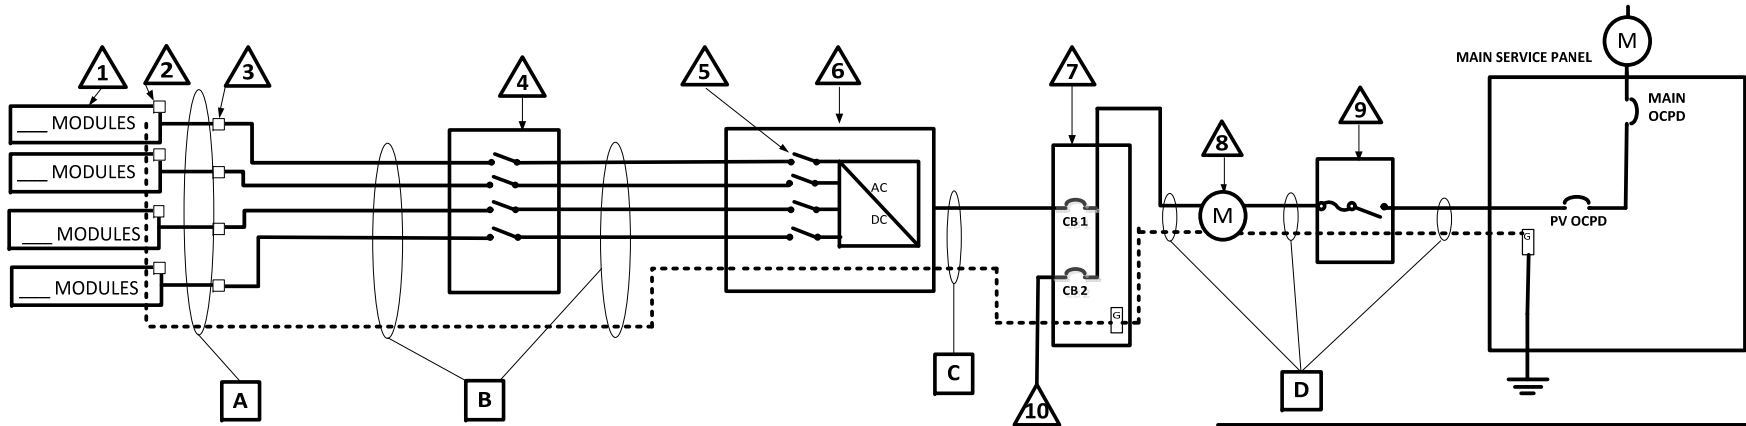 1
2
3
4
5
6
7
8
9
M
MAIN SERVICE PANEL
MAIN
OCPD
___ MODULES
___ MODULES
___ MODULES
___ MODULES
AC
DC
CB 1
CB 2
G
M
PV OCPD
G
A
B
C
10
D